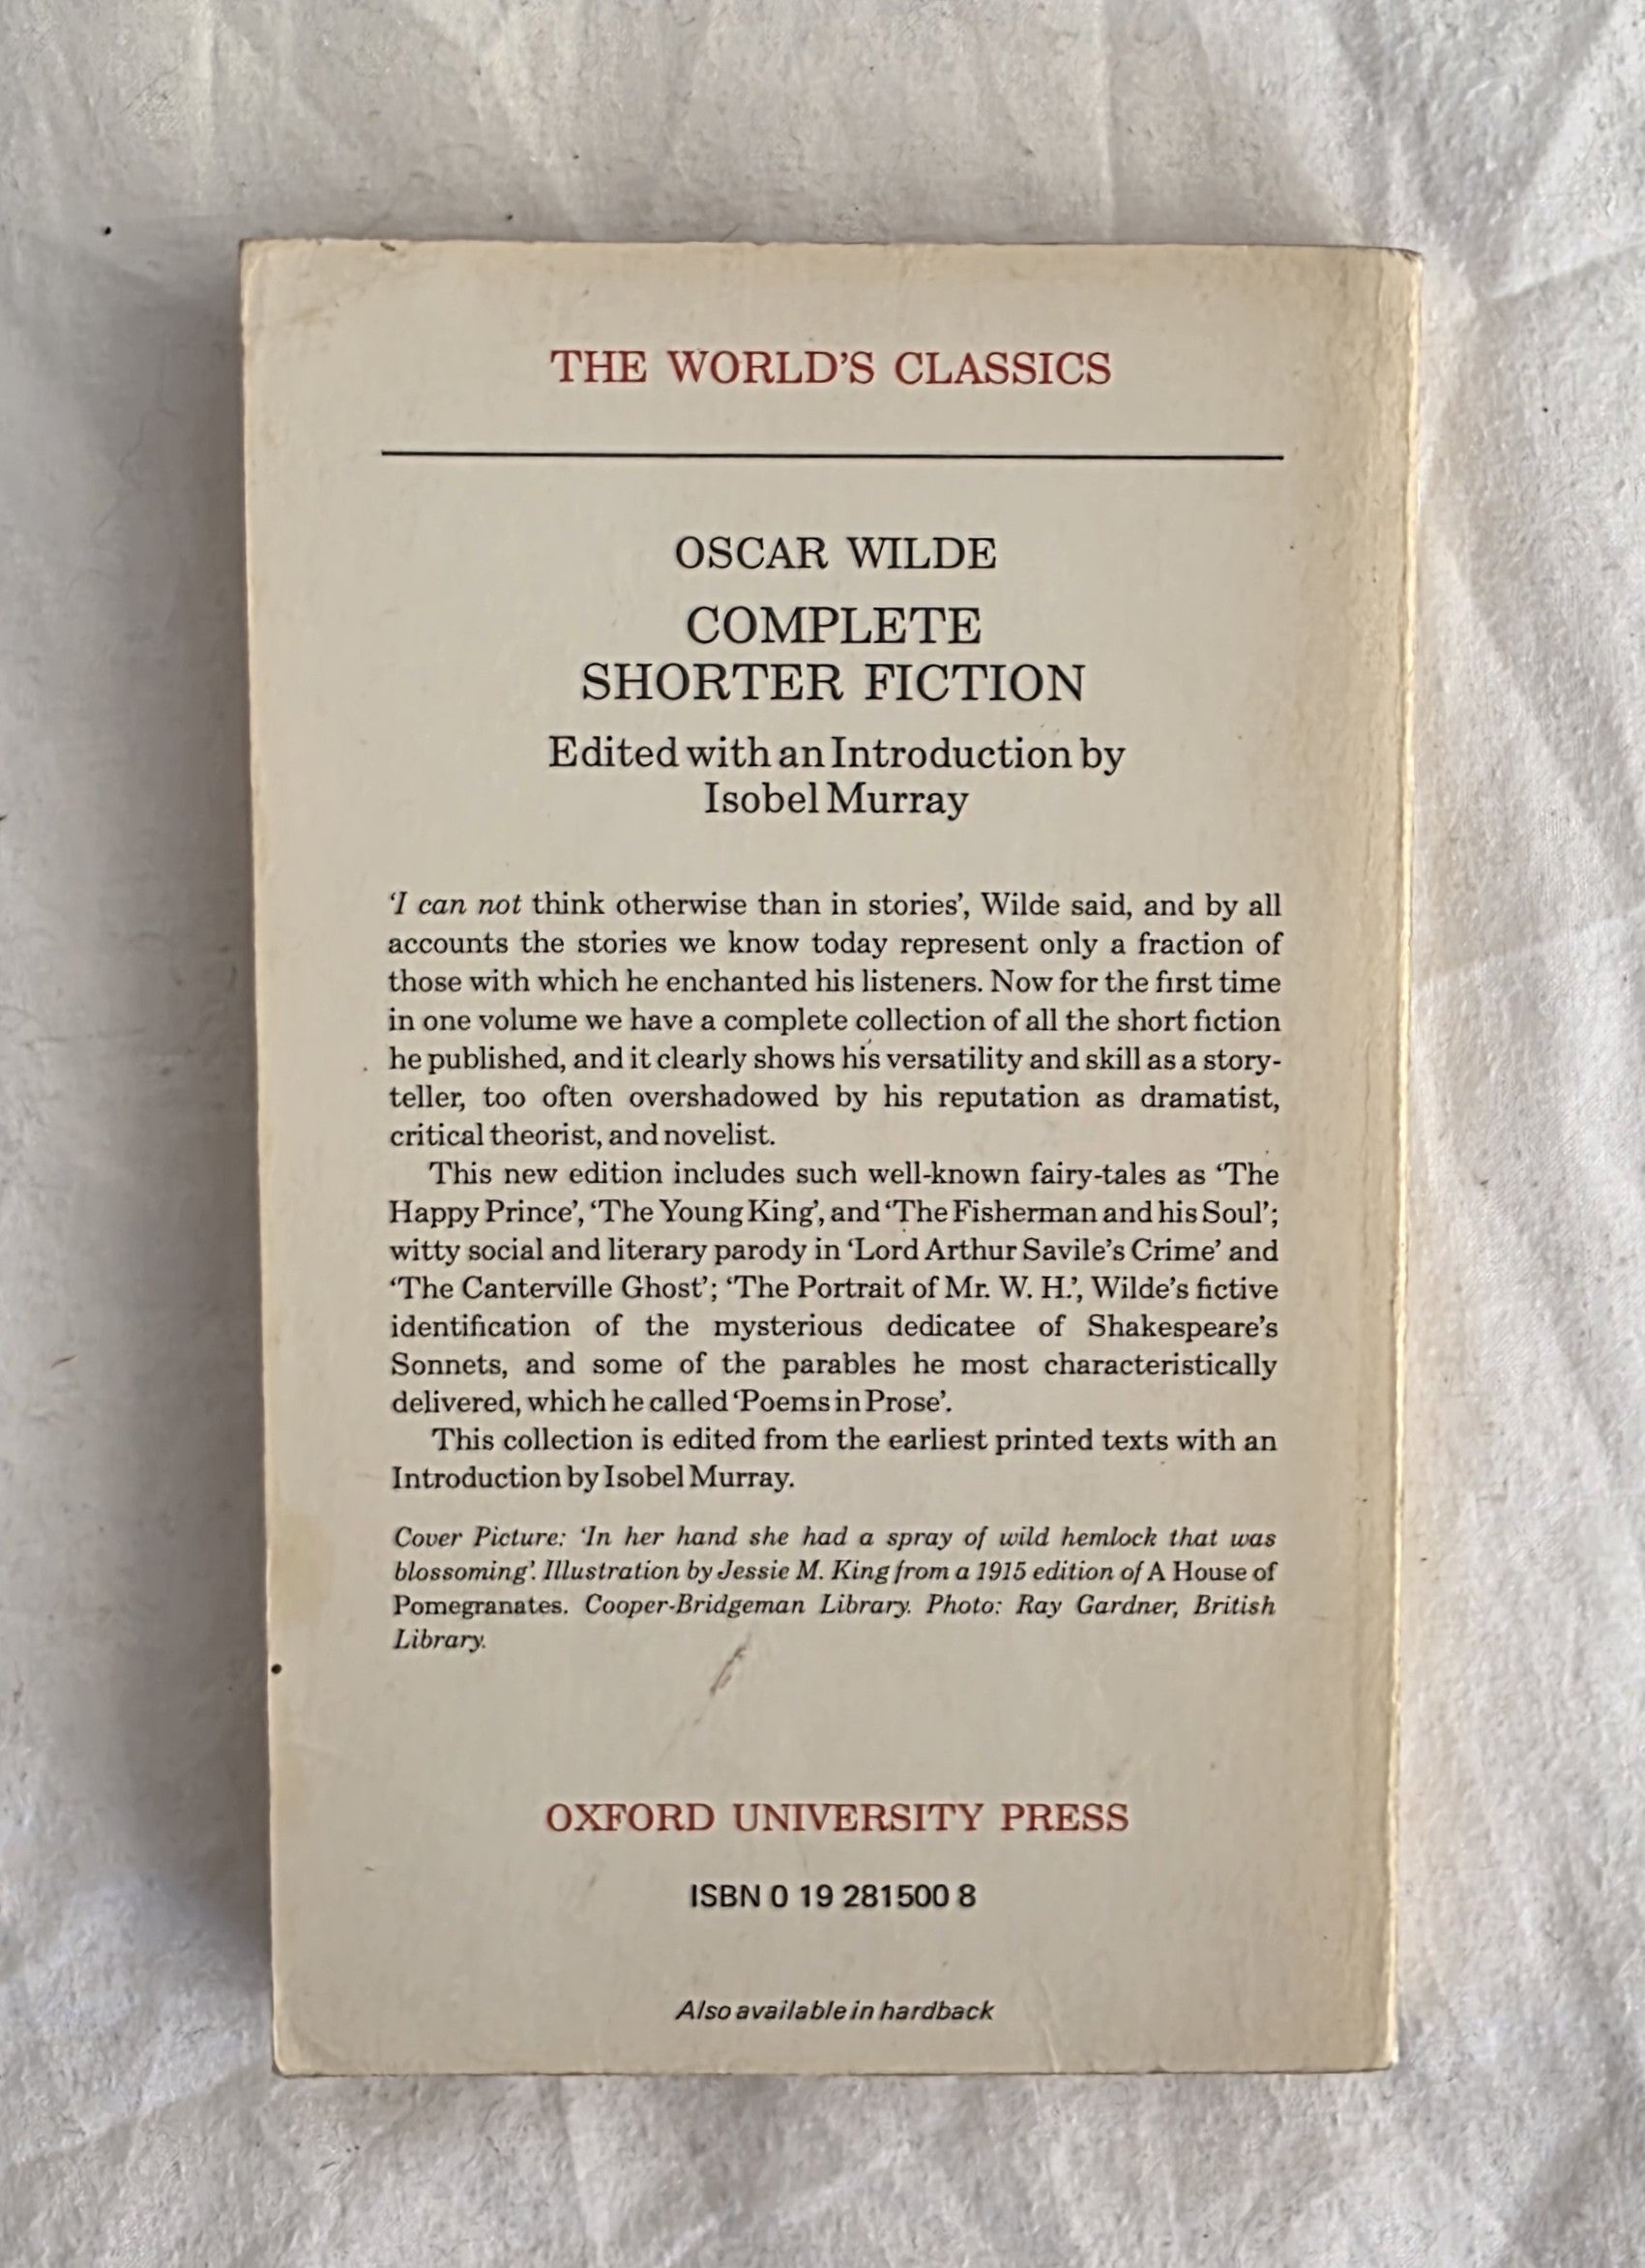 THE WORLD'S CLASSICS
OSCAR WILDE
COMPLETE
SHORTER FICTION
Edited with an Introduction by
Isobel Murray
‘I can not think otherwise than in stories’, Wilde said, and by all
accounts the stories we know today represent only a fraction of
those with which he enchanted his listeners. Now for the first time
in one volume we have a complete collection of all the short fiction
he published, and it clearly shows his versatility and skill as a story-
teller, too often overshadowed by his reputation as dramatist,
critical theorist, and novelist.
This new edition includes such well-known fairy-tales as ‘The
Happy Prince’, ‘The Young King’, and ‘The Fisherman and his Soul’;
witty social and literary parody in ‘Lord Arthur Savile’s Crime’ and
‘The Canterville Ghost’; ‘The Portrait of Mr. W. H.’, Wilde’s fictive
identification of the mysterious dedicatee of Shakespeare’s
Sonnets, and some of the parables he most characteristically
delivered, which he called ‘Poems in Prose’.
This collection is edited from the earliest printed texts with an
Introduction by Isobel Murray.
Cover Picture: ‘In her hand she had a spray of wild hemlock that was
blossoming’. Illustration by Jessie M. King from a 1915 edition of A House of
Pomegranates. Cooper-Bridgeman Library. Photo: Ray Gardner, British
Library.
OXFORD UNIVERSITY PRESS
ISBN 0 19 281500 8
Also available in hardback